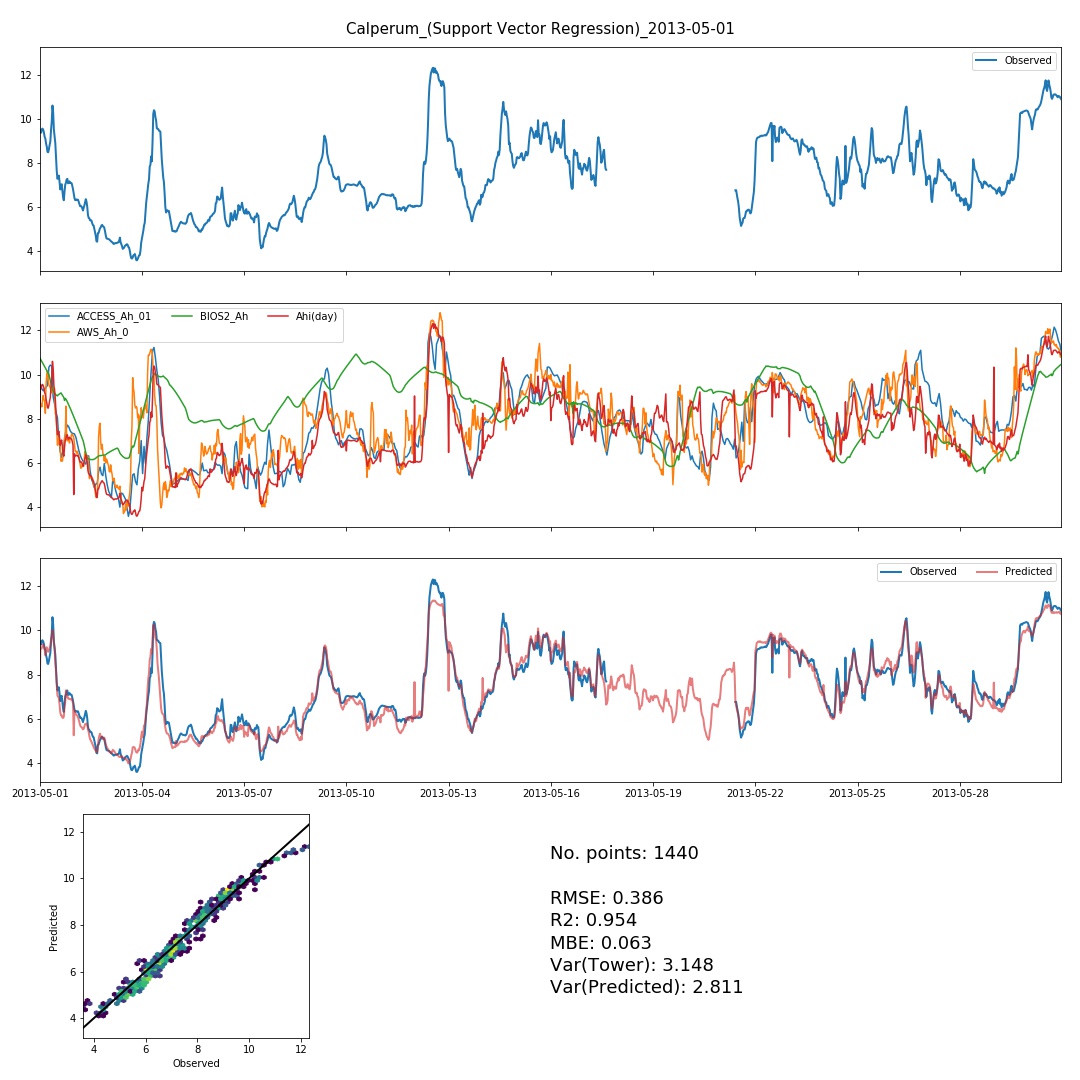 Calperum_(Support Vector Regression)_2013-05-01
Observed
12
10
8
6
4
ACCESS_Ah_01 BIOS2_Ah Ahi(day)
AWS_Ah_0
12
10
8
6
4
Observed Predicted
12
10
8
6
4
2013-05-01 2013-05-04 2013-05-07 2013-05-10 2013-05-13 2013-05-16 2013-05-19 2013-05-22 2013-05-25 2013-05-28
12
10
8
6
4
Predicted
4 6 8 10 12
Observed
No. points: 1440
RMSE: 0.386
R2: 0.954
MBE: 0.063
Var(Tower): 3.148
Var(Predicted): 2.811